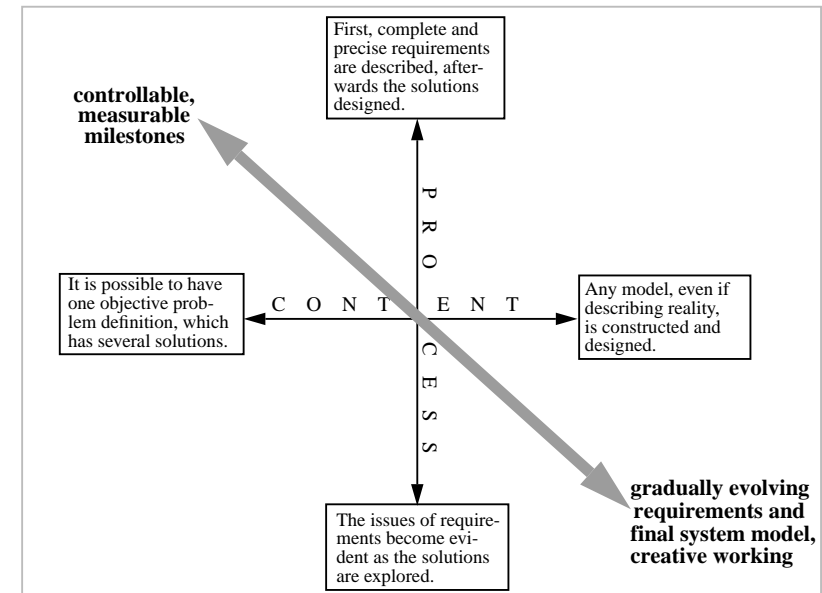 First, complete and
precise requirements
are described, after-
wards the solutions
designed.
controllable,
measurable
milestones
PROCESS
It is possible to have
one objective prob-
lem definition, which
has several solutions.
CONTENT
Any model, even if
describing reality,
is constructed and
designed.
The issues of require-
ments become evi-
dent as the solutions
are explored.
gradually evolving
requirements and
final system model,
creative working